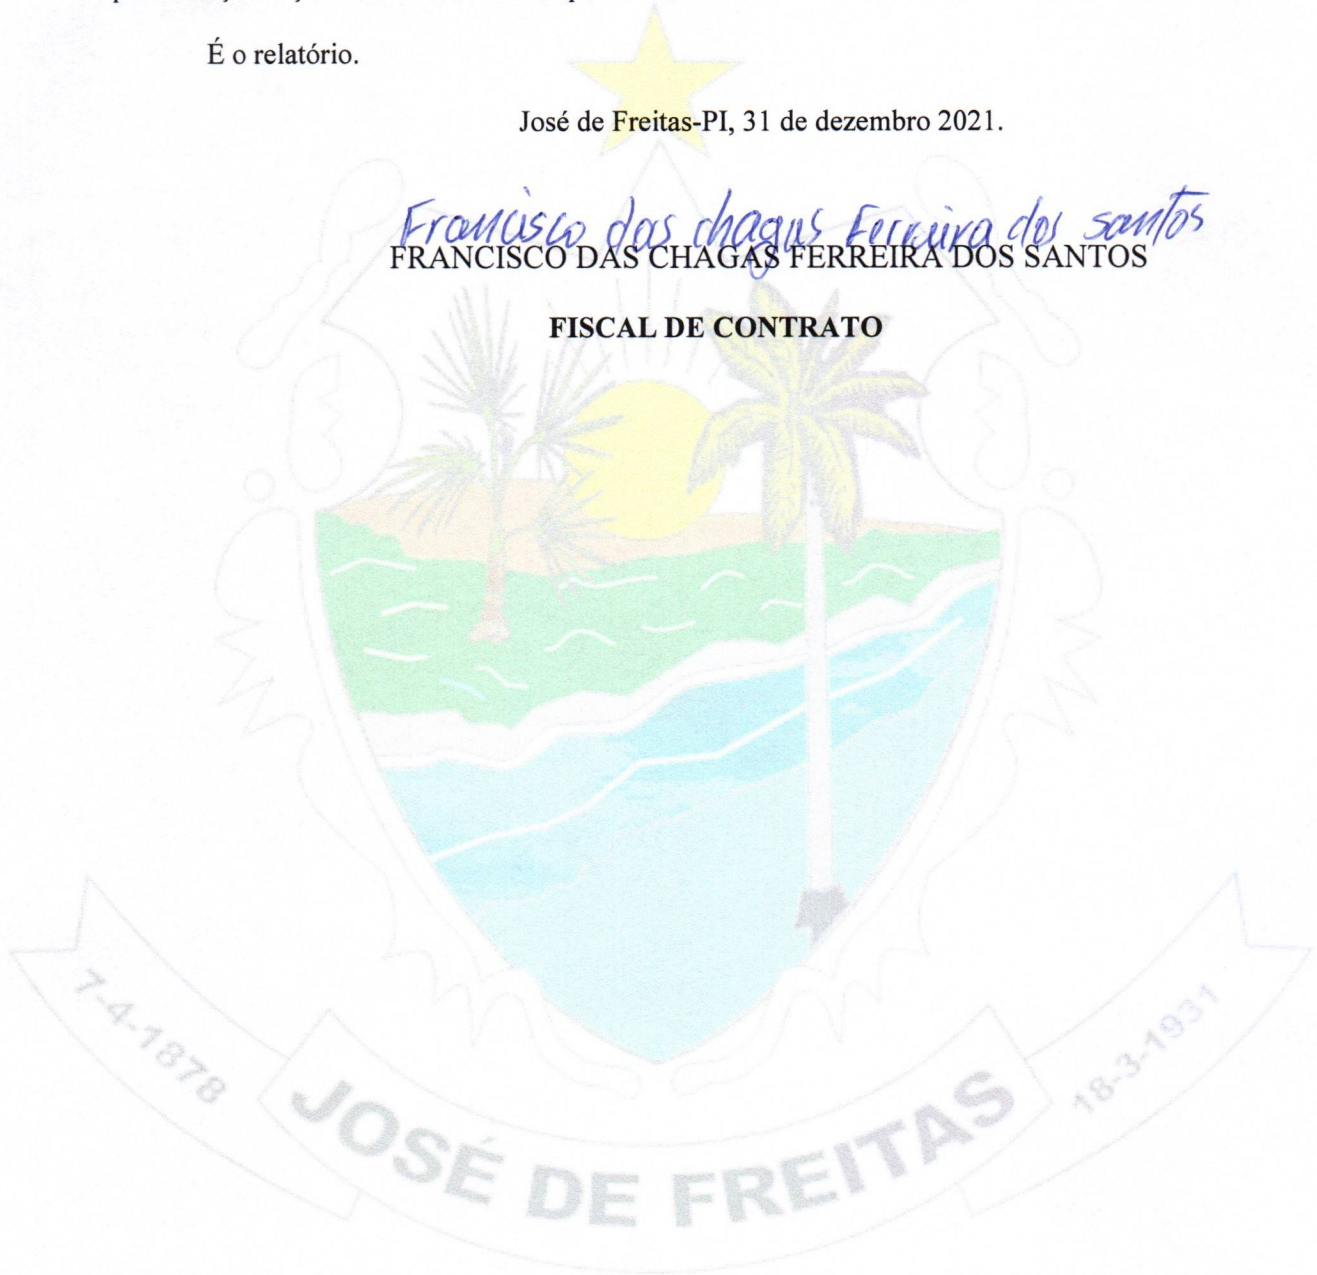 É o relatório.
José de Freitas-PI, 31 de dezembro 2021.
Francisco das chagas Ferreira dos santos
FRANCISCO DAS CHAGAS FERREIRA DOS SANTOS
FISCAL DE CONTRATO
7-4-1878
JOSÉ DE FREITAS
18-3-1931